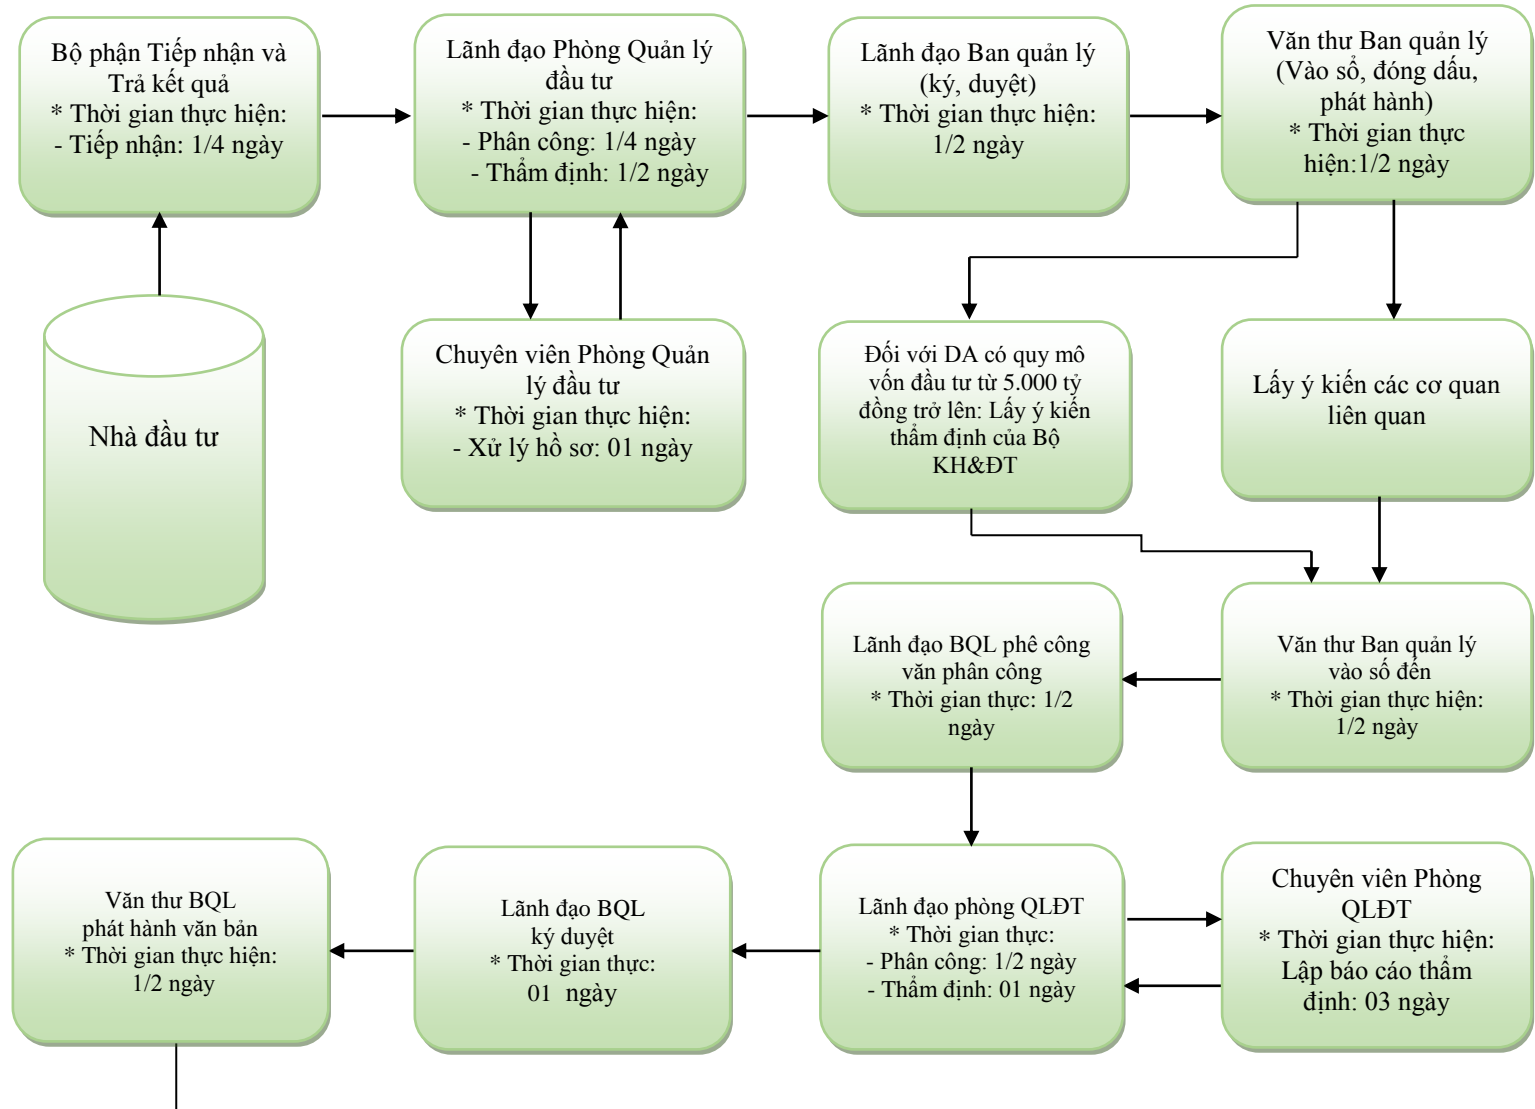 Bộ phận Tiếp nhận và
Trả kết quả
* Thời gian thực hiện:
- Tiếp nhận: 1/4 ngày
Lãnh đạo Phòng Quản lý
đầu tư
* Thời gian thực hiện:
- Phân công: 1/4 ngày
- Thẩm định: 1/2 ngày
Lãnh đạo Ban quản lý
(ký, duyệt)
* Thời gian thực hiện:
1/2 ngày
Văn thư Ban quản lý
(Vào sổ, đóng dấu,
phát hành)
* Thời gian thực
hiện:1/2 ngày
Nhà đầu tư
Chuyên viên Phòng Quản
lý đầu tư
* Thời gian thực hiện:
- Xử lý hồ sơ: 01 ngày
Đối với DA có quy mô
vốn đầu tư từ 5.000 tỷ
đồng trở lên: Lấy ý kiến
thẩm định của Bộ
KH&ĐT
Lấy ý kiến các cơ quan
liên quan
Lãnh đạo BQL phê công
văn phân công
* Thời gian thực: 1/2
ngày
Văn thư Ban quản lý
vào số đến
* Thời gian thực hiện:
1/2 ngày
Văn thư BQL
phát hành văn bản
* Thời gian thực hiện:
1/2 ngày
Lãnh đạo BQL
ký duyệt
* Thời gian thực:
01 ngày
Lãnh đạo phòng QLĐT
* Thời gian thực:
- Phân công: 1/2 ngày
- Thẩm định: 01 ngày
Chuyên viên Phòng
QLĐT
* Thời gian thực hiện:
Lập báo cáo thẩm
định: 03 ngày